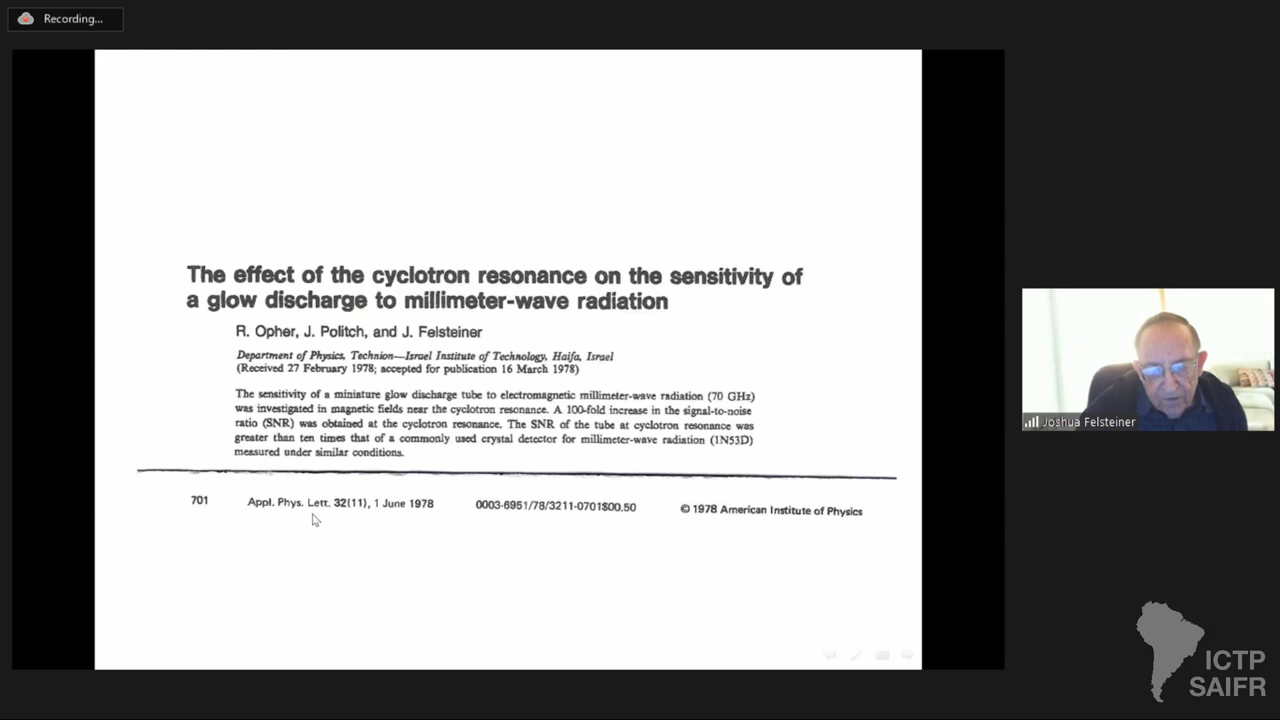 Recording...
The effect of the cyclotron resonance on the sensitivity of
a glow discharge to millimeter-wave radiation
R. Opher, J. Politch, and J. Felsteiner
Department of Physics, Technion—Israel Institute of Technology, Haifa, Israel
(Received 27 February 1978; accepted for publication 16 March 1978)
The sensitivity of a miniature glow discharge tube to electromagnetic millimeter-wave radiation (70 GHz)
was investigated in magnetic fields near the cyclotron resonance. A 100-fold increase in the signal-to-noise
ratio (SNR) was obtained at the cyclotron resonance. The SNR of the tube at cyclotron resonance was
greater than ten times that of a commonly used crystal detector for millimeter-wave radiation (1N53D)
measured under similar conditions.
701 Appl. Phys. Lett. 32(11), 1 June 1978 0003-6951/78/3211-0701$00.50 © 1978 American Institute of Physics
Joshua Felsteiner
ICTP
SAIFR